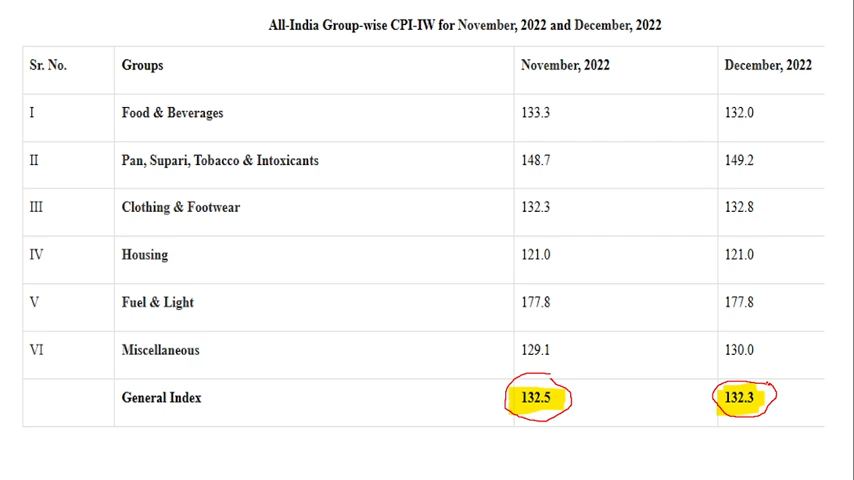 All-India Group-wise CPI-IW for November, 2022 and December, 2022
Sr. No. Groups November, 2022 December, 2022
I Food & Beverages 133.3 132.0
II Pan, Supari, Tobacco & Intoxicants 148.7 149.2
III Clothing & Footwear 132.3 132.8
IV Housing 121.0 121.0
V Fuel & Light 177.8 177.8
VI Miscellaneous 129.1 130.0
General Index 132.5 132.3